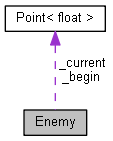 Point< float >
_current
_begin
Enemy